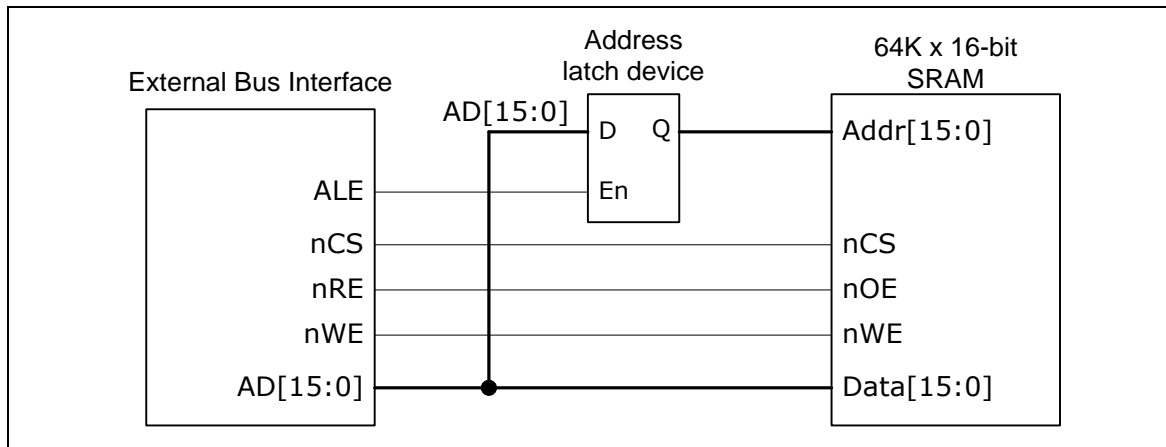 External Bus Interface
Address
latch device
64K x 16-bit
SRAM
AD[15:0]
D Q
Addr[15:0]
ALE
En
nCS
nCS
nRE
nOE
nWE
nWE
AD[15:0]
Data[15:0]